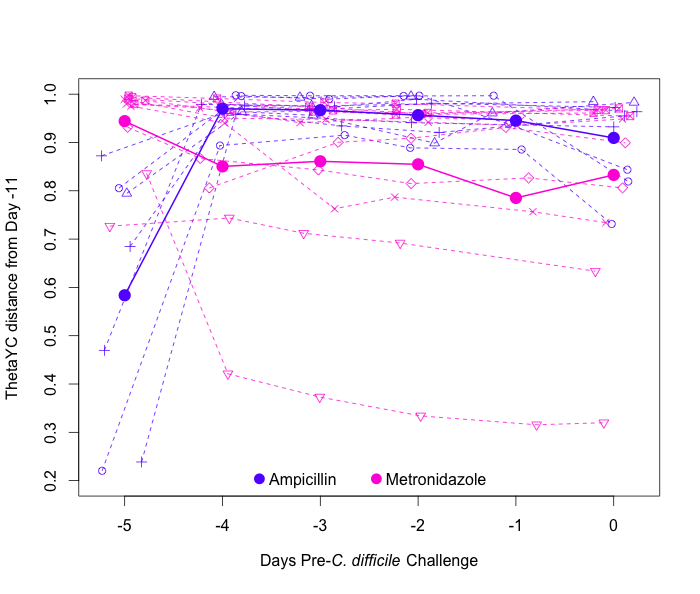 1.0
0.9
0.8
0.7
0.6
0.5
0.4
0.3
0.2
ThetaYC distance from Day -11
Ampicillin Metronidazole
-5 -4 -3 -2 -1 0
Days Pre-C. difficile Challenge